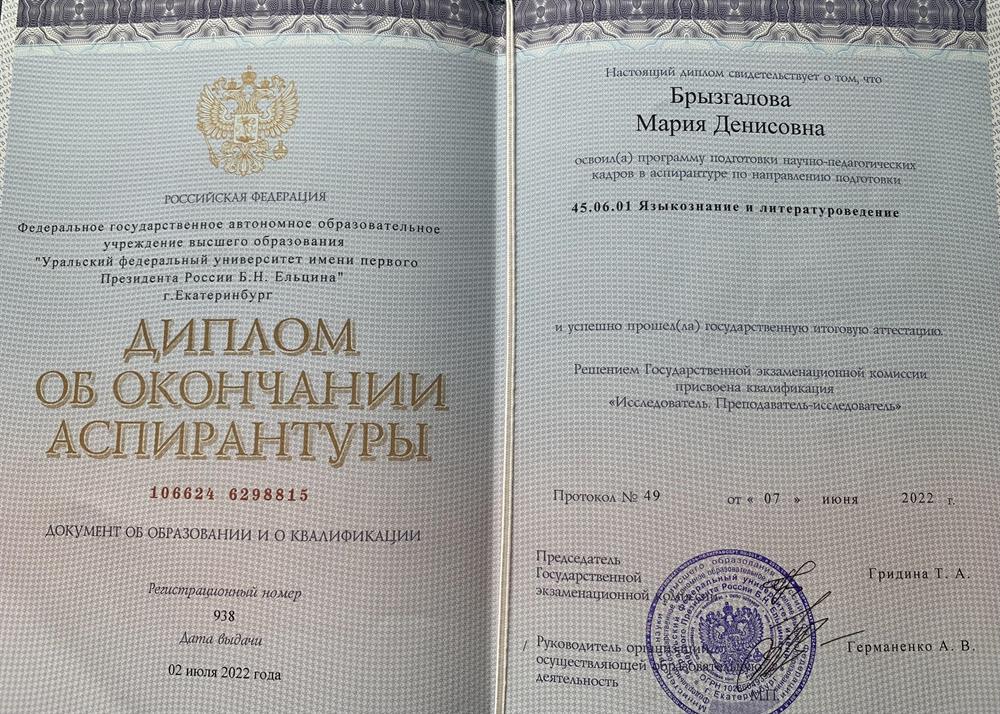 РОССИЙСКАЯ ФЕДЕРАЦИЯ
Федеральное государственное автономное образовательное
учреждение высшего образования
"Уральский федеральный университет имени первого
Президента России Б.Н. Ельцина"
г.Екатеринбург
ДИПЛОМ
ОБ ОКОНЧАНИИ
АСПИРАНТУРЫ
106624 6298815
ДОКУМЕНТ ОБ ОБРАЗОВАНИИ И О КВАЛИФИКАЦИИ
Регистрационный номер
938
Дата выдачи
02 июля 2022 года
Настоящий диплом свидетельствует о том, что
Брызгалова
Мария Денисовна
освоил(а) программу подготовки научно-педагогических
кадров в аспирантуре по направлению подготовки
45.06.01 Языкознание и литературоведение
и успешно прошел(ла) государственную итоговую аттестацию.
Решением Государственной экзаменационной комиссии
присвоена квалификация
«Исследователь. Преподаватель-исследователь»
Протокол № 49 от « 07 » июня 2022 г.
Председатель
Государственной
экзаменационной
Гридина Т. А.
/ Руководитель организации,
осуществляющей образовательную
деятельность
Германенко А. В.
М.П.